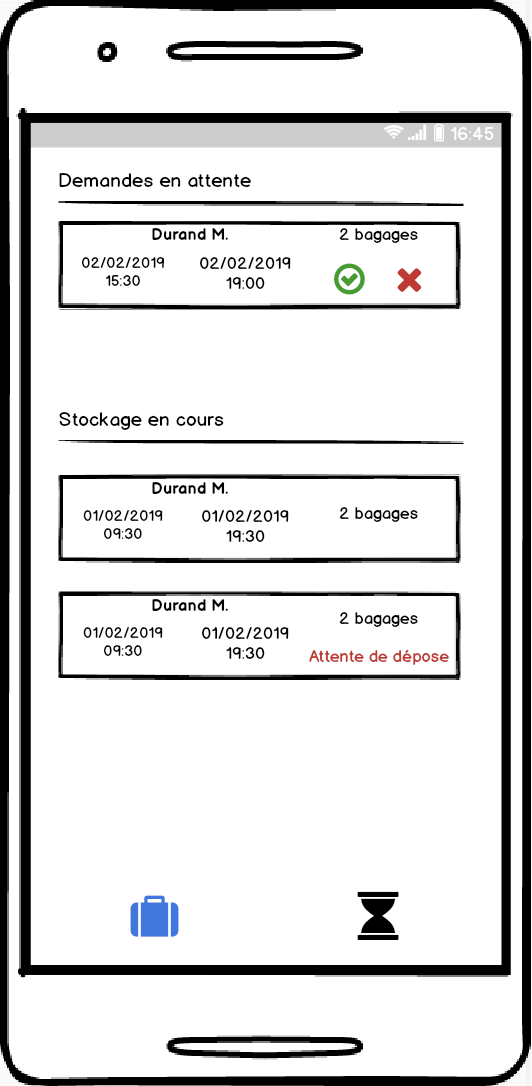 16:45
Demandes en attente
Durand M.
2 bagages
02/02/2019
02/02/2019
15:30
19:00
Stockage en cours
Durand M.
01/02/2019
01/02/2019
2 bagages
09:30
19:30
Durand M.
2 bagages
01/02/2019
01/02/2019
09:30
19:30
Attente de dépose